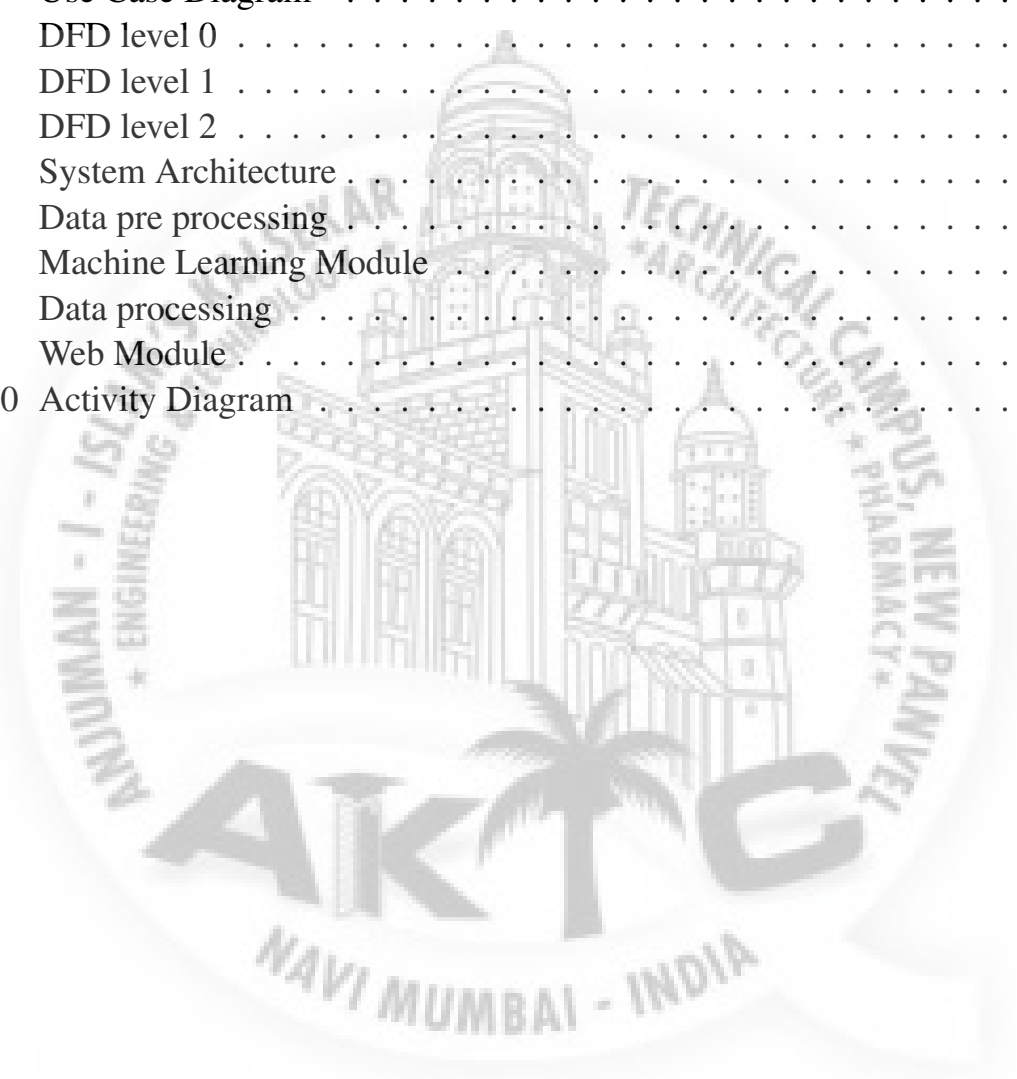 Use Case Diagram . . . . . . . . . . . . . . . . . . . . . . . . .
DFD level 0 . . . . . . . . . . . . . . . . . . . . . . . . . . . . .
DFD level 1 . . . . . . . . . . . . . . . . . . . . . . . . . . . . .
DFD level 2 . . . . . . . . . . . . . . . . . . . . . . . . . . . . .
System Architecture . . . . . . . . . . . . . . . . . . . . . . . . .
Data pre processing . . . . . . . . . . . . . . . . . . . . . . . . .
Machine Learning Module . . . . . . . . . . . . . . . . . . . . .
Data processing . . . . . . . . . . . . . . . . . . . . . . . . . . .
Web Module . . . . . . . . . . . . . . . . . . . . . . . . . . . . .
0 Activity Diagram . . . . . . . . . . . . . . . . . . . . . . . . . .
ANJUMAN - I - ISLAM'S KALSEKAR TECHNICAL CAMPUS, NEW PANVEL
* ENGINEERING & TECHNOLOGY *ARCHITECTURE * PHARMACY*
AKTC
NAVI MUMBAI - INDIA